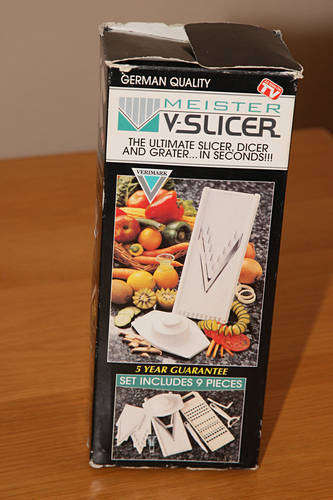 GERMAN QUALITY
TV
MEISTER
V-SLICER
THE ULTIMATE SLICER, DICER
AND GRATER...IN SECONDS!!!
VERIMARK
5 YEAR GUARANTEE
SET INCLUDES 9 PIECES